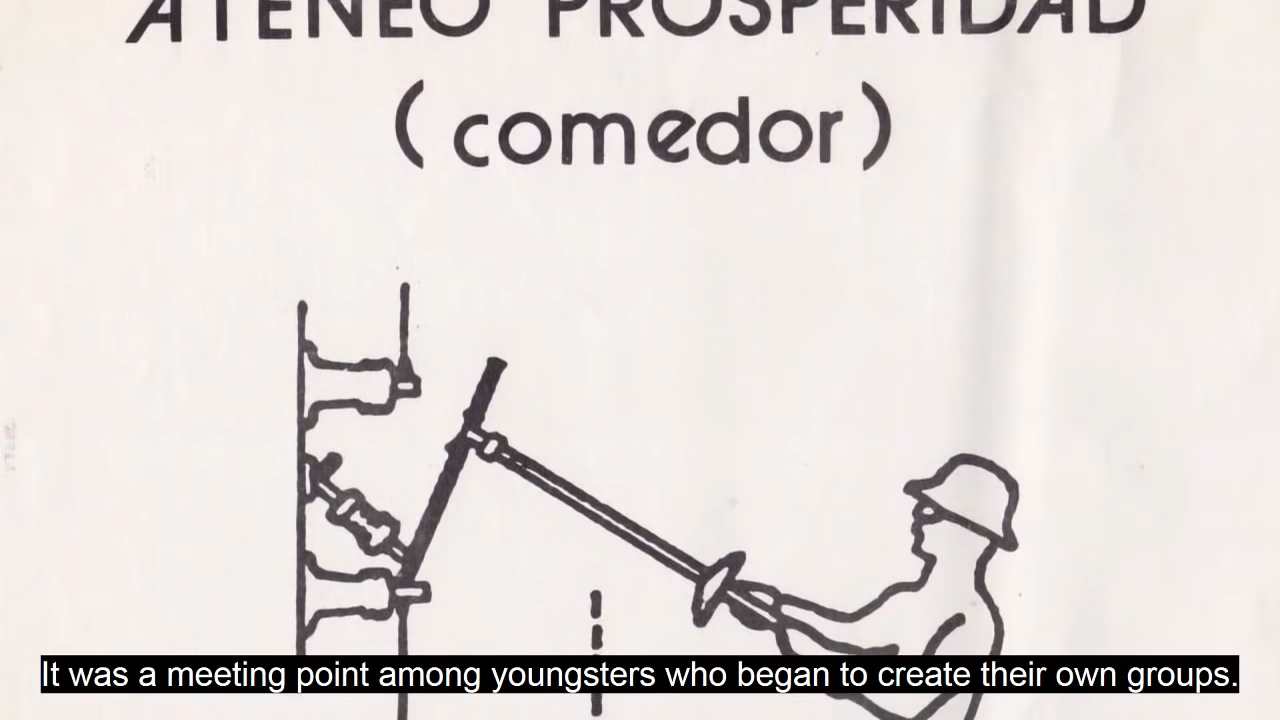 ATENEO PROSPERIDAD
(comedor)
It was a meeting point among youngsters who began to create their own groups.